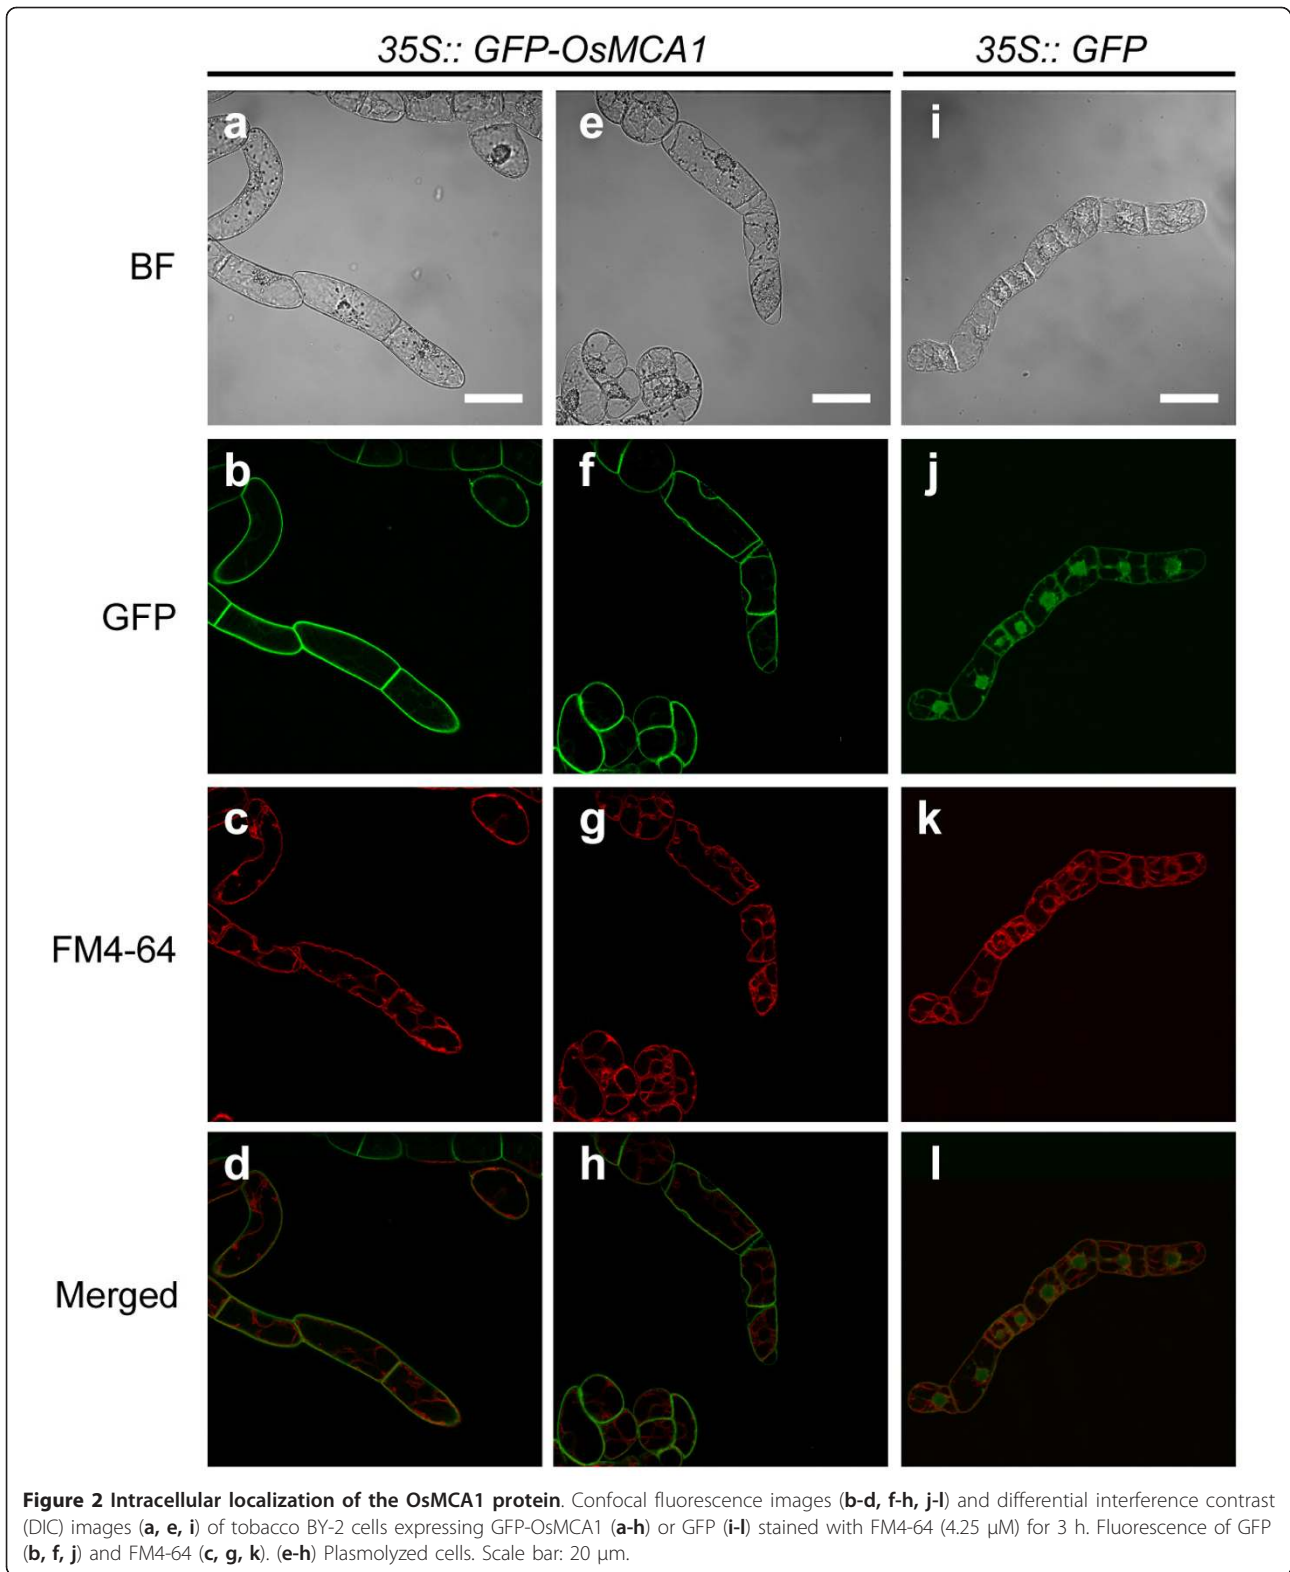 35S:: GFP-OsMCA1 35S:: GFP
a e i
BF
b f j
GFP
c g k
FM4-64
d h l
Merged
Figure 2 Intracellular localization of the OsMCA1 protein. Confocal fluorescence images (b-d, f-h, j-l) and differential interference contrast
(DIC) images (a, e, i) of tobacco BY-2 cells expressing GFP-OsMCA1 (a-h) or GFP (i-l) stained with FM4-64 (4.25 μM) for 3 h. Fluorescence of GFP
(b, f, j) and FM4-64 (c, g, k). (e-h) Plasmolyzed cells. Scale bar: 20 μm.